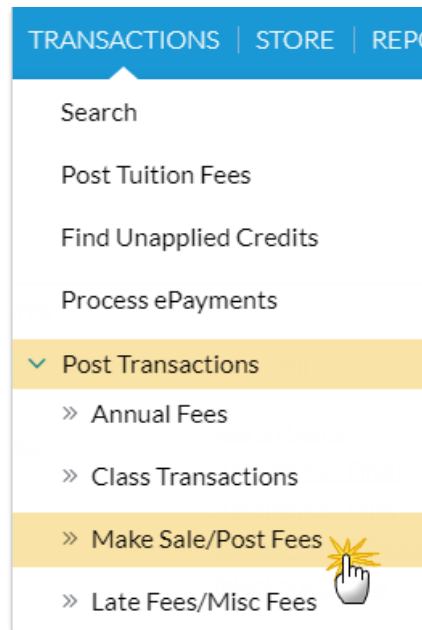 TRANSACTIONS | STORE | REPO
Search
Post Tuition Fees
Find Unapplied Credits
Process ePayments
Post Transactions
» Annual Fees
» Class Transactions
» Make Sale/Post Fees
» Late Fees/Misc Fees